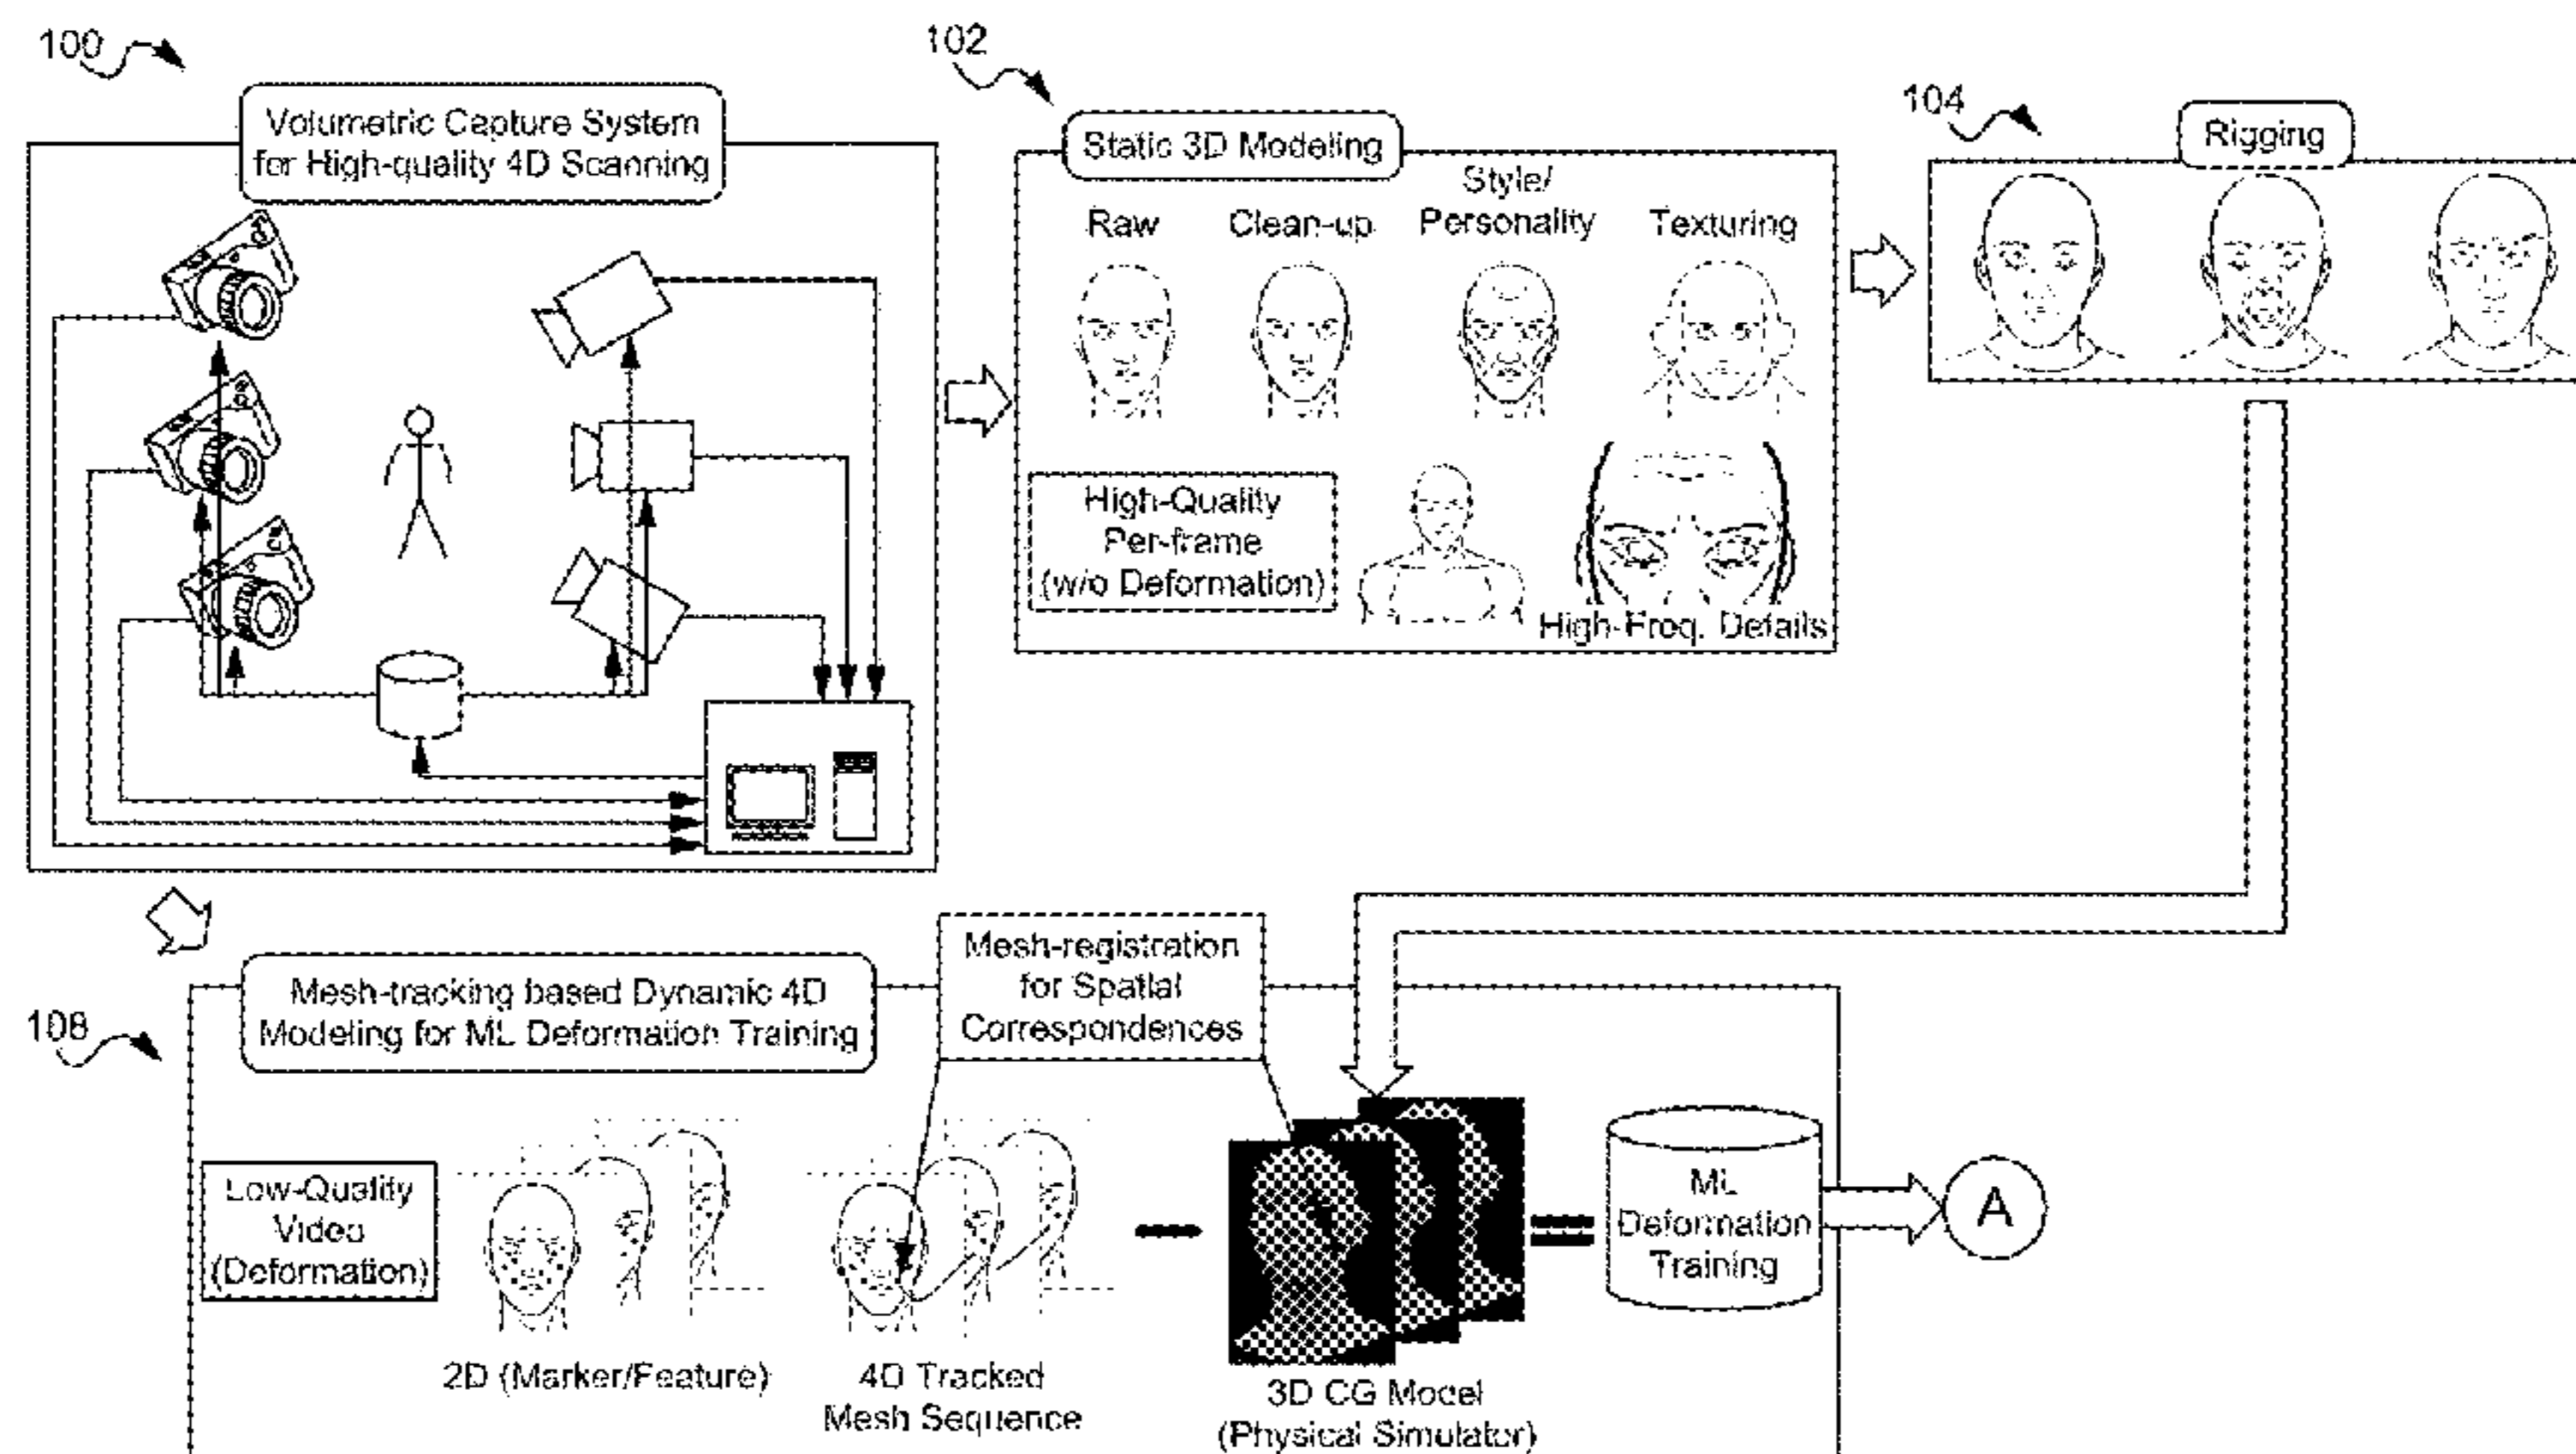 100
Volumetric Capture System
for High-quality 4D Scanning
102
Static 3D Modeling
Raw
Clean-up
Style/
Personality
Texturing
High-Quality
Per-frame
(w/o Deformation)
High-Freq. Details
104
Rigging
108
Mesh-tracking based Dynamic 4D
Modeling for ML Deformation Training
Mesh-registration
for Spatial
Correspondences
Low-Quality
Video
(Deformation)
2D (Marker/Feature)
4D Tracked
Mesh Sequence
3D CG Model
(Physical Simulator)
ML
Deformation
Training
A